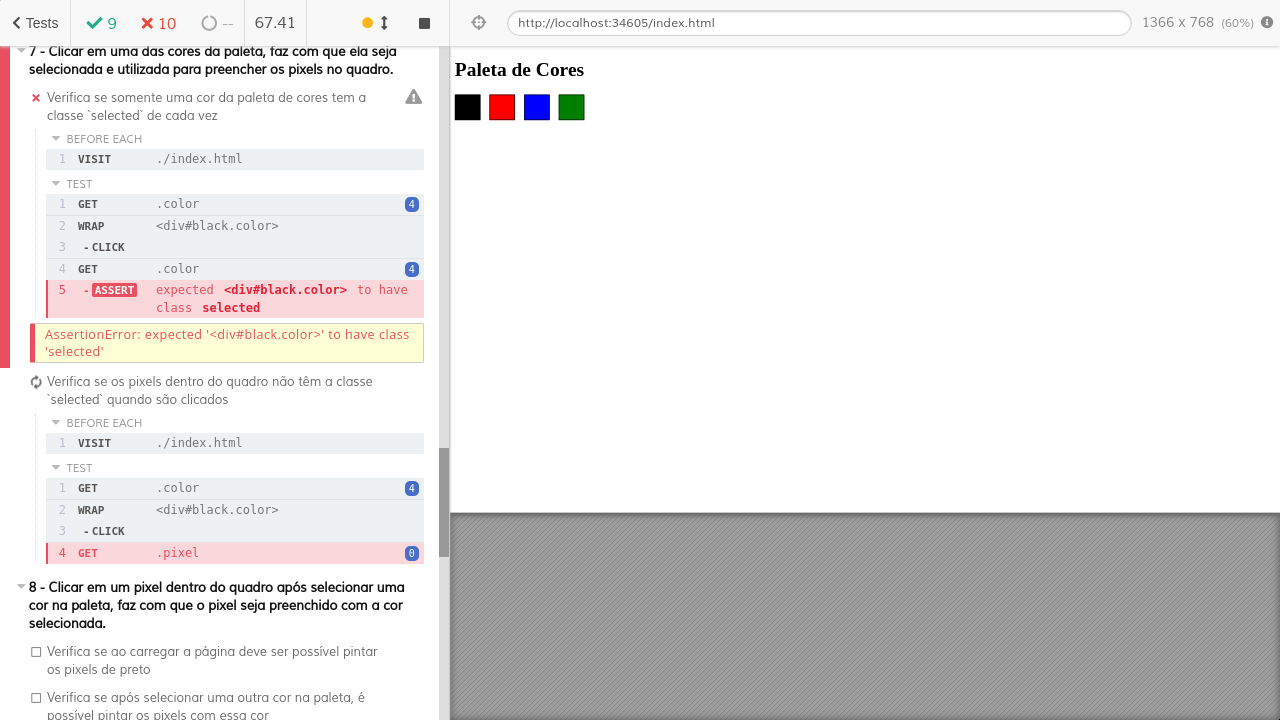 Tests
9
10
--
67.41
http://localhost:34605/index.html
1366 x 768 (60%)
7 - Clicar em uma das cores da paleta, faz com que ela seja
selecionada e utilizada para preencher os pixels no quadro.
Verifica se somente uma cor da paleta de cores tem a
classe `selected` de cada vez
BEFORE EACH
1 VISIT ./index.html
TEST
1 GET .color 4
2 WRAP <div#black.color>
3 -CLICK
4 GET .color 4
5 -ASSERT expected <div#black.color> to have
class selected
AssertionError: expected '<div#black.color>' to have class
'selected'
Verifica se os pixels dentro do quadro não têm a classe
`selected` quando são clicados
BEFORE EACH
1 VISIT ./index.html
TEST
1 GET .color 4
2 WRAP <div#black.color>
3 -CLICK
4 GET .pixel 0
8 - Clicar em um pixel dentro do quadro após selecionar uma
cor na paleta, faz com que o pixel seja preenchido com a cor
selecionada.
Verifica se ao carregar a página deve ser possível pintar
os pixels de preto
Verifica se após selecionar uma outra cor na paleta, é
possível pintar os pixels com essa cor
Paleta de Cores